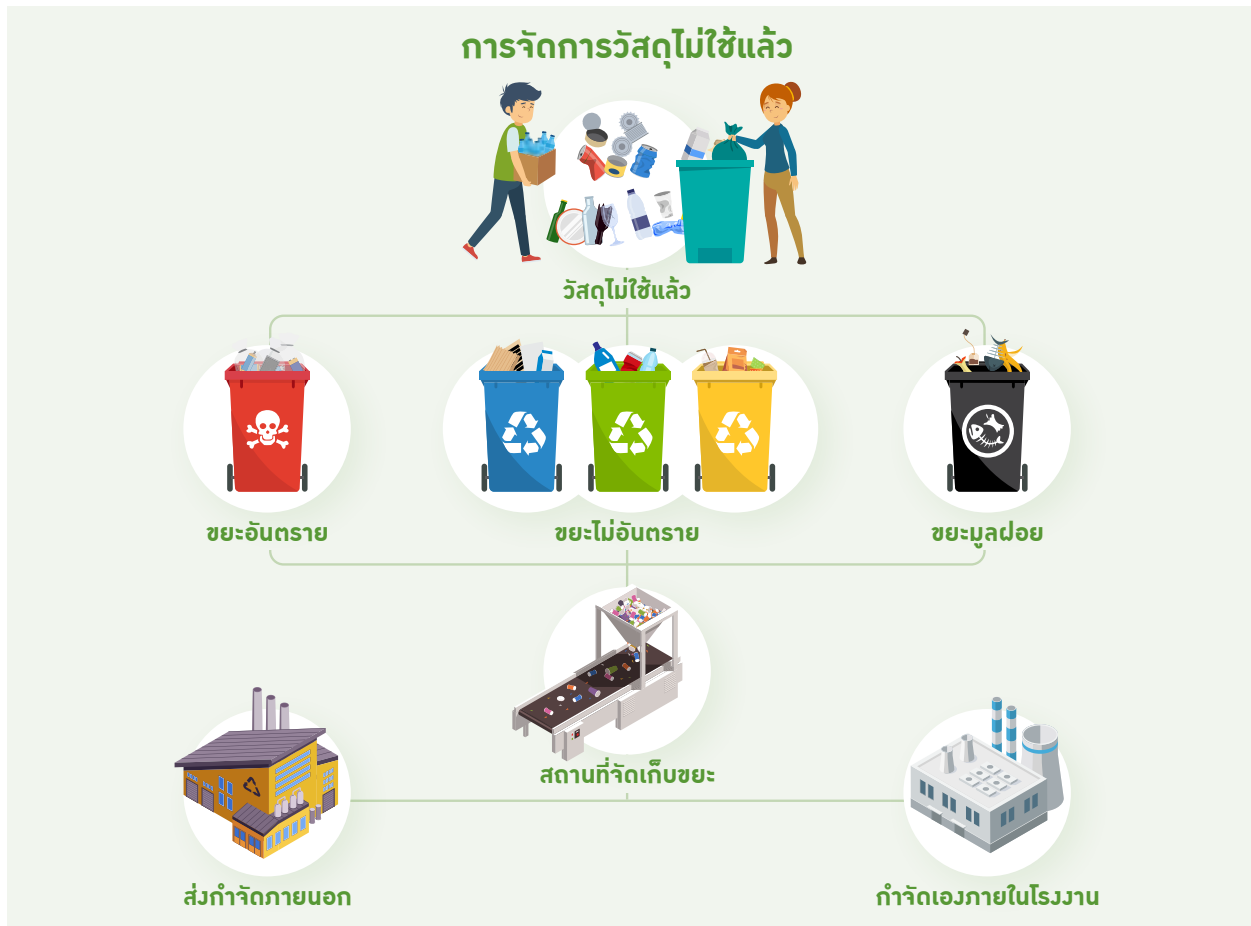 การจัดการวัสดุไม่ใช้แล้ว
วัสดุไม่ใช้แล้ว
ขยะอันตราย
ขยะไม่อันตราย
ขยะมูลฝอย
สถานที่จัดเก็บขยะ
ส่งกำจัดภายนอก
กำจัดเองภายในโรงงาน